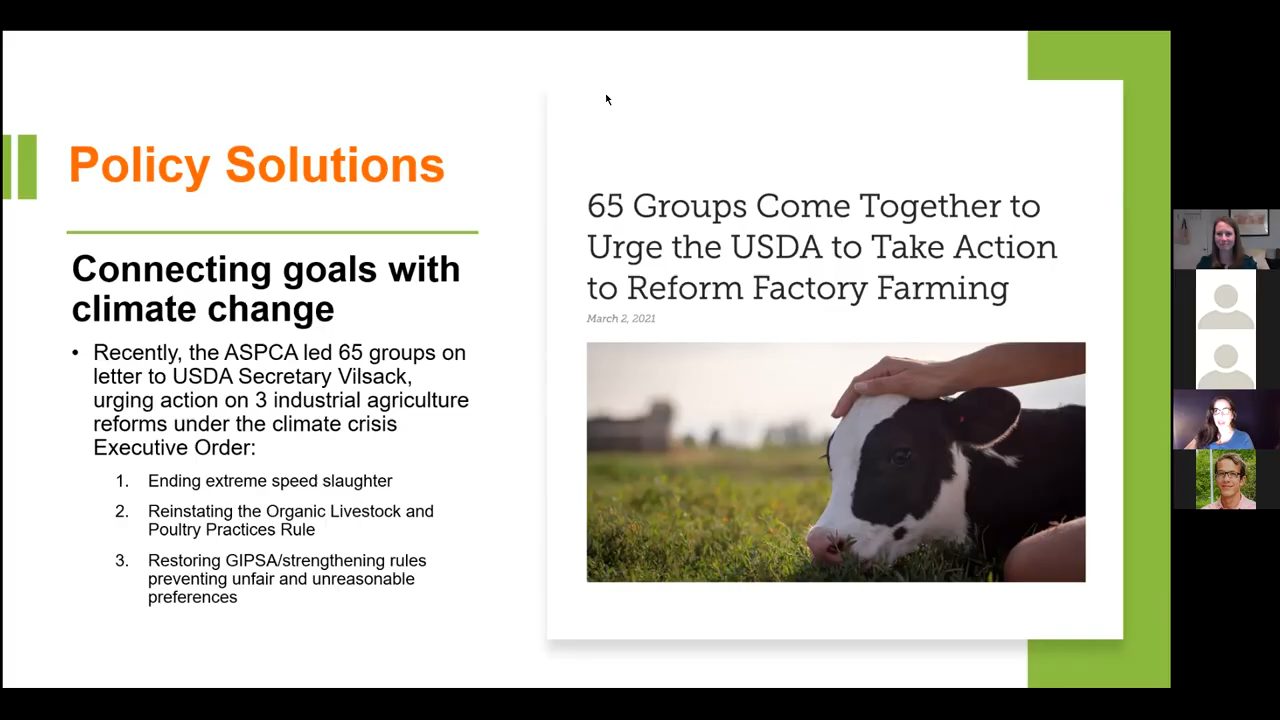 Policy Solutions
Connecting goals with
climate change
• Recently, the ASPCA led 65 groups on
letter to USDA Secretary Vilsack,
urging action on 3 industrial agriculture
reforms under the climate crisis
Executive Order:
1. Ending extreme speed slaughter
2. Reinstating the Organic Livestock and
Poultry Practices Rule
3. Restoring GIPSA/strengthening rules
preventing unfair and unreasonable
preferences
65 Groups Come Together to
Urge the USDA to Take Action
to Reform Factory Farming
March 2, 2021